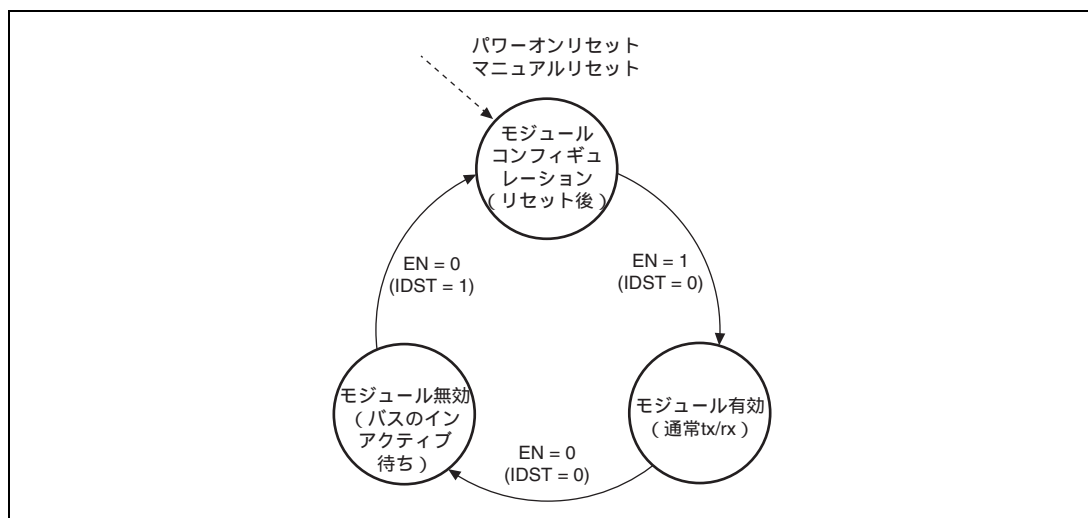 パワーオンリセット
マニュアルリセット
モジュール
コンフィギュ
レーション
（リセット後）
EN = 0
(IDST = 1)
EN = 1
(IDST = 0)
モジュール無効
（バスのイン
アクティブ
待ち）
モジュール有効
（通常tx/rx）
EN = 0
(IDST = 0)